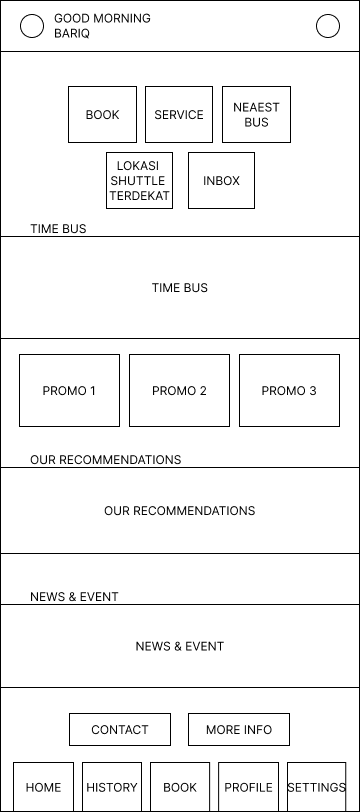 GOOD MORNING
BARIQ
BOOK
SERVICE
NEAEST
BUS
LOKASI
SHUTTLE
TERDEKAT
INBOX
TIME BUS
TIME BUS
PROMO 1
PROMO 2
PROMO 3
OUR RECOMMENDATIONS
OUR RECOMMENDATIONS
NEWS & EVENT
NEWS & EVENT
CONTACT
MORE INFO
HOME
HISTORY
BOOK
PROFILE
SETTINGS